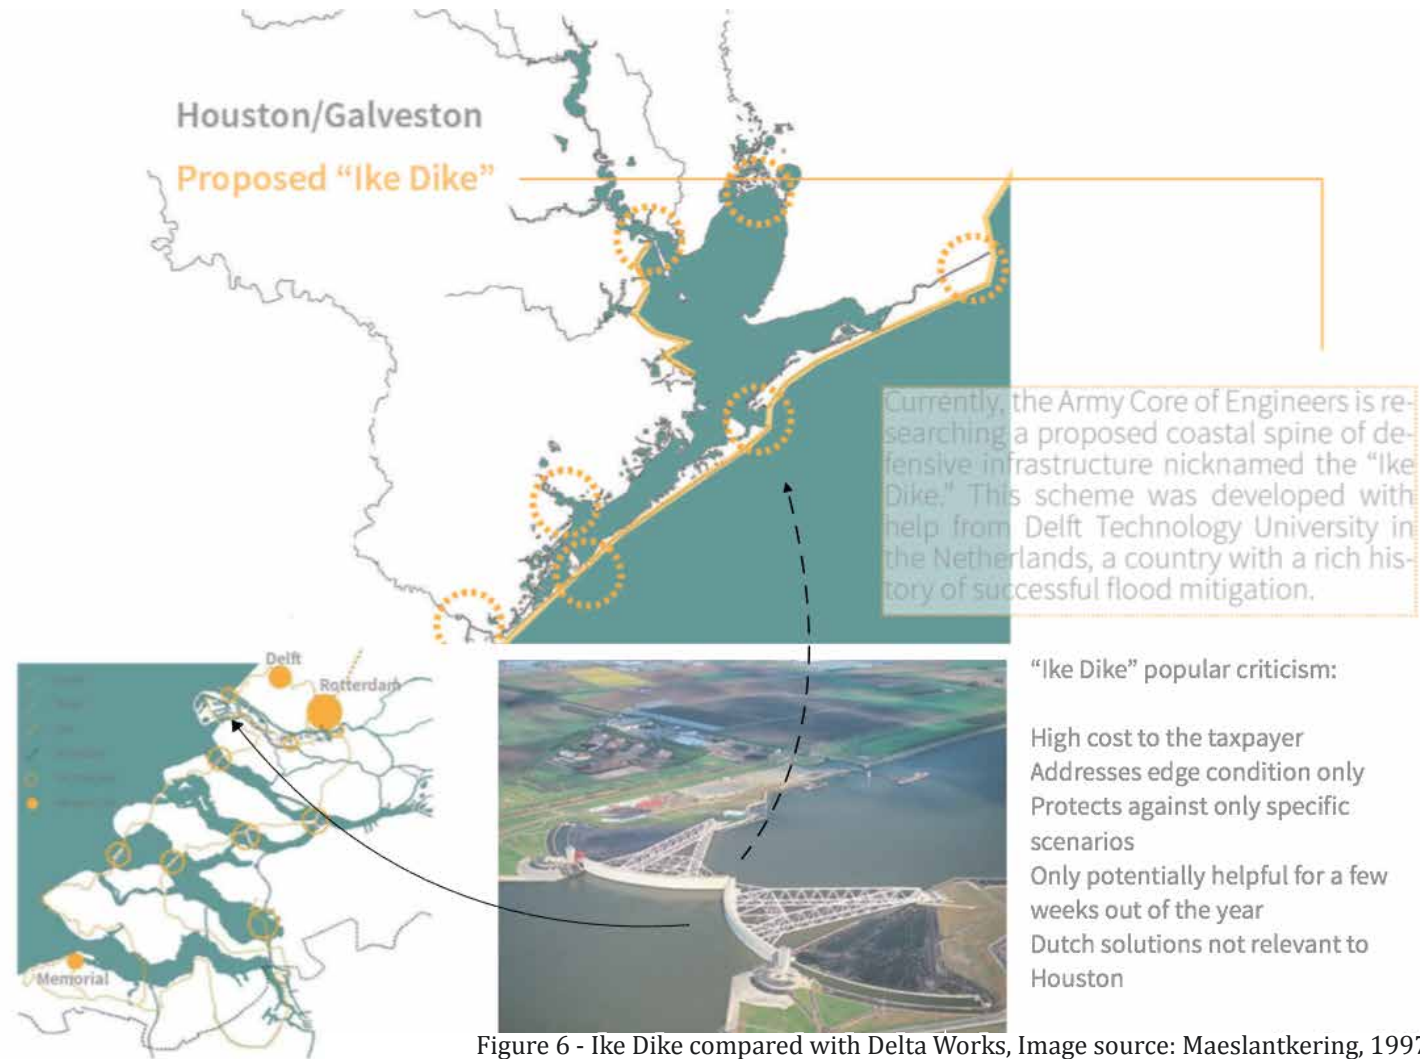 Houston/Galveston
Proposed “Ike Dike”
Currently, the Army Core of Engineers is re-
searching a proposed coastal spine of de-
fensive infrastructure nicknamed the “Ike
Dike.” This scheme was developed with
help from Delft Technology University in
the Netherlands, a country with a rich his-
tory of successful flood mitigation.
Delft
Rotterdam
Memorial
“Ike Dike” popular criticism:
High cost to the taxpayer
Addresses edge condition only
Protects against only specific
scenarios
Only potentially helpful for a few
weeks out of the year
Dutch solutions not relevant to
Houston
Figure 6 - Ike Dike compared with Delta Works, Image source: Maeslantkering, 199